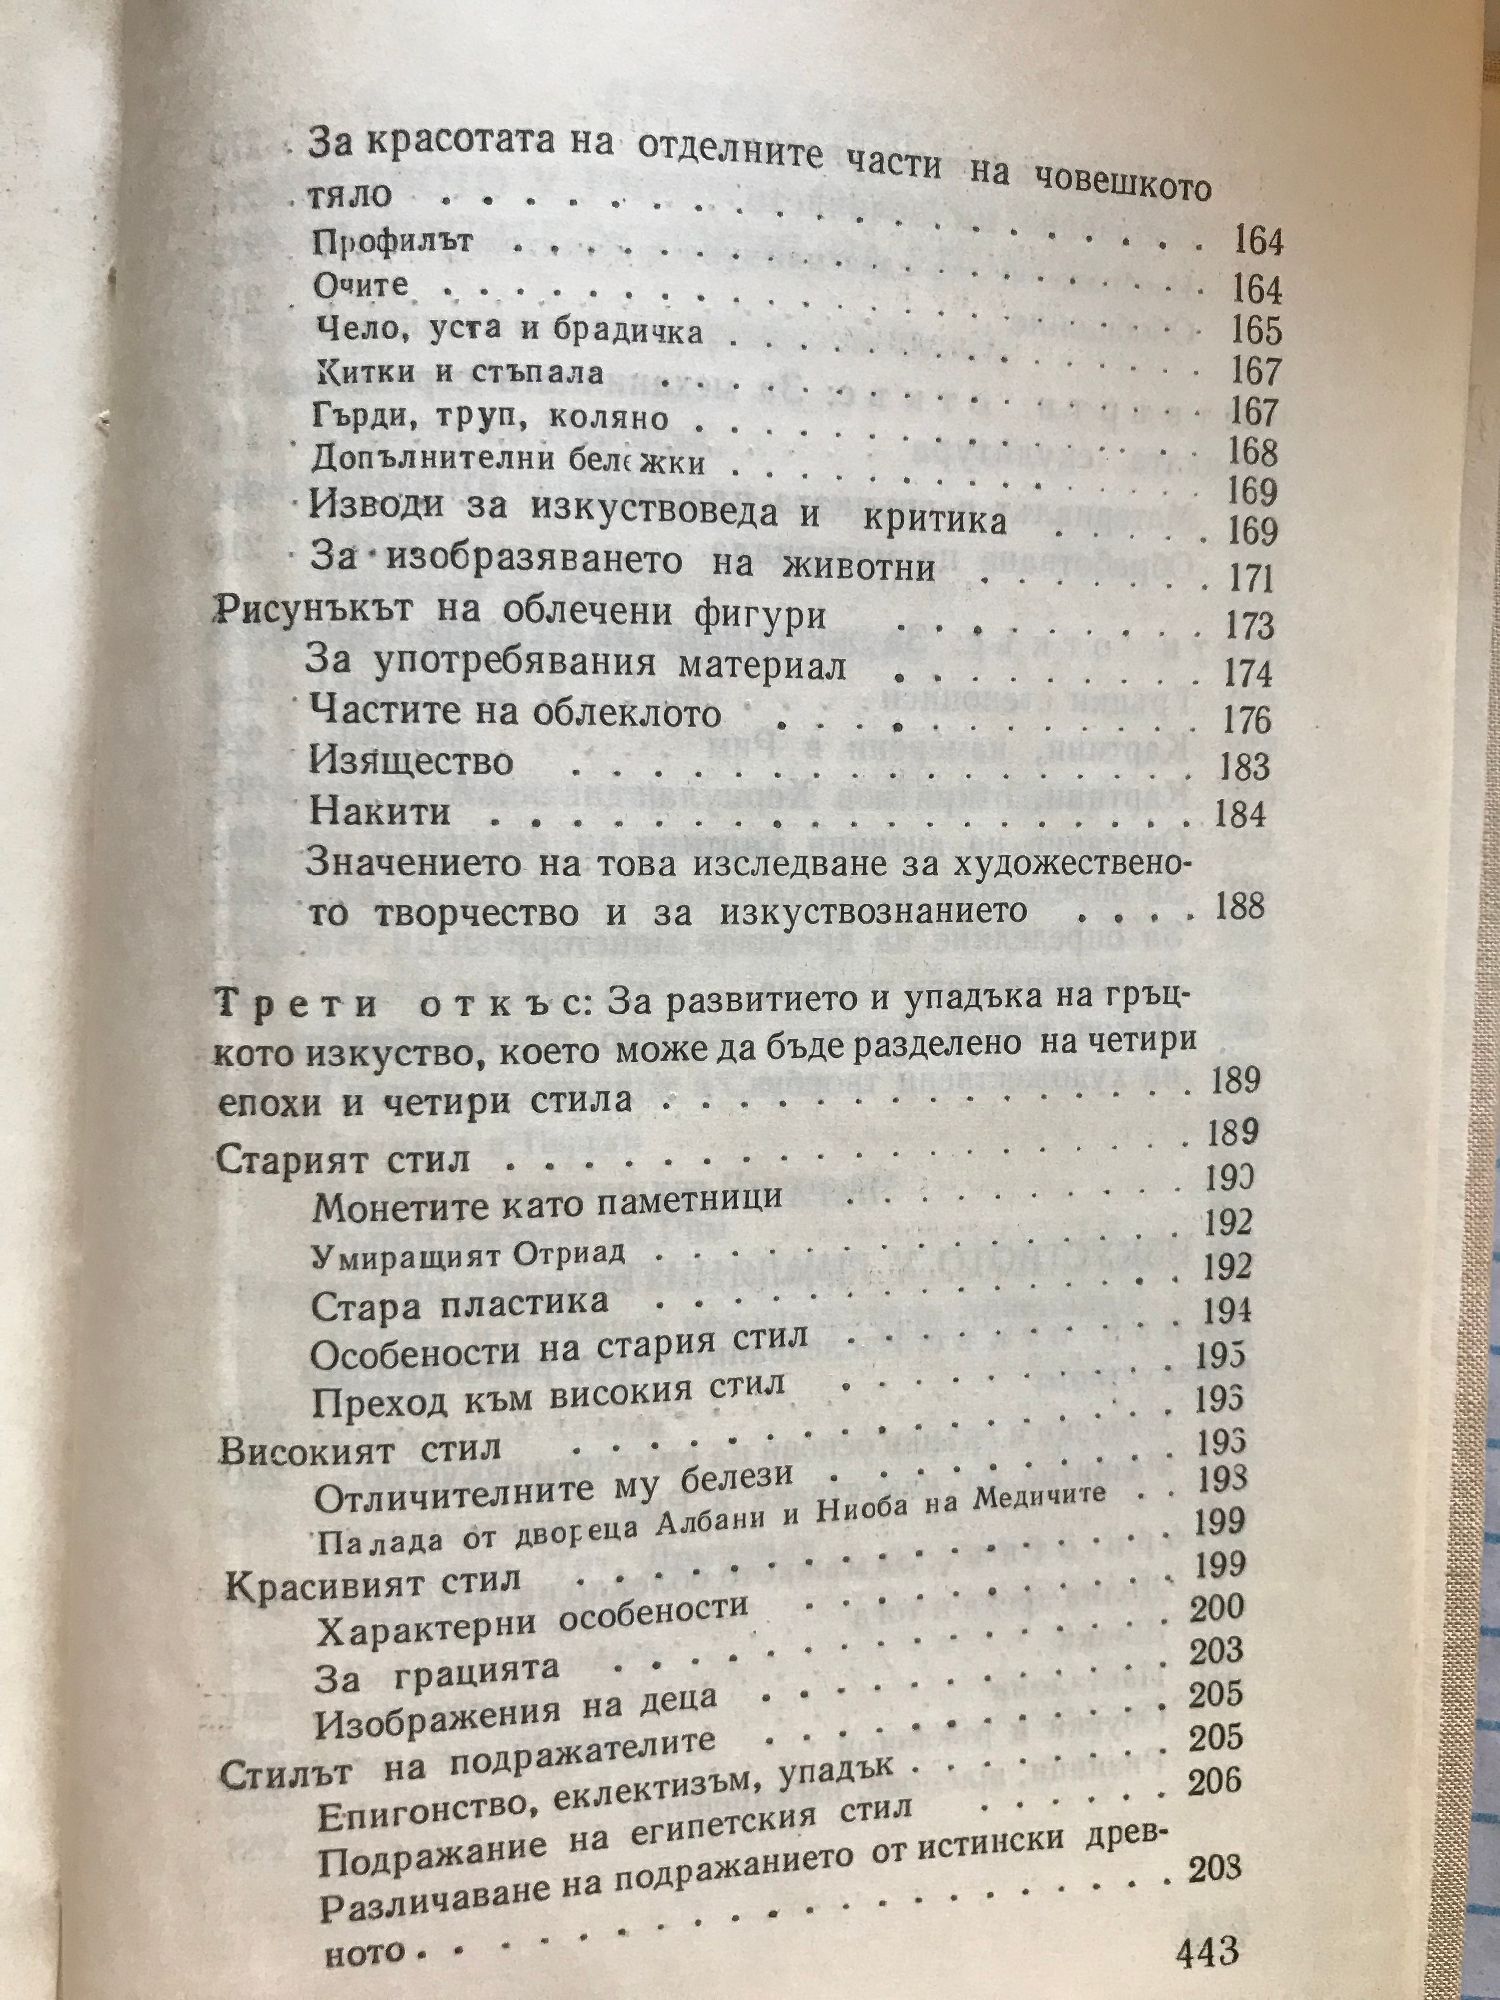 За красотата на отделните части на човешкото
тяло . . . . . . . . . . . . . . . . . . 164
Профилът . . . . . . . . . . . . . . . . 164
Очите . . . . . . . . . . . . . . . . . . 165
Чело, уста и брадичка . . . . . . . . . . 167
Китки и стъпала . . . . . . . . . . . . . 167
Гърди, труп, коляно . . . . . . . . . . . 168
Допълнителни бележки . . . . . . . . . . 169
Изводи за изкуствоведа и критика . . . . . 169
За изобразяването на животни . . . . . . . 171
Рисунъкът на облечени фигури . . . . . . . . 173
За употребявания материал . . . . . . . . 174
Частите на облеклото . . . . . . . . . . . 176
Изящество . . . . . . . . . . . . . . . . 183
Накити . . . . . . . . . . . . . . . . . . 184
Значението на това изследване за художествено-
то творчество и за изкуствознанието . . . . 188
Трети откъс: За развитието и упадъка на гръц-
кото изкуство, което може да бъде разделено на четири
епохи и четири стила . . . . . . . . . . . . . . 189
Старият стил . . . . . . . . . . . . . . . . . . 189
Монетите като паметници . . . . . . . . . 190
Умиращият Отриад . . . . . . . . . . . . . 192
Стара пластика . . . . . . . . . . . . . . 192
Особености на стария стил . . . . . . . . . 194
Преход към високия стил . . . . . . . . . 195
Високият стил . . . . . . . . . . . . . . . . 196
Отличителните му белези . . . . . . . . . 196
Палада от двореца Албани и Ниоба на Медичите . . 198
Красивият стил . . . . . . . . . . . . . . . 199
Характерни особености . . . . . . . . . . 199
За грацията . . . . . . . . . . . . . . . 200
Изображения на деца . . . . . . . . . . . 203
Стилът на подражателите . . . . . . . . . . . 205
Епигонство, еклектизъм, упадък . . . . . . . 205
Подражание на египетския стил . . . . . . 206
Различаване на подражанието от истински древ-
ното . . . . . . . . . . . . . . . . . . . 208
443